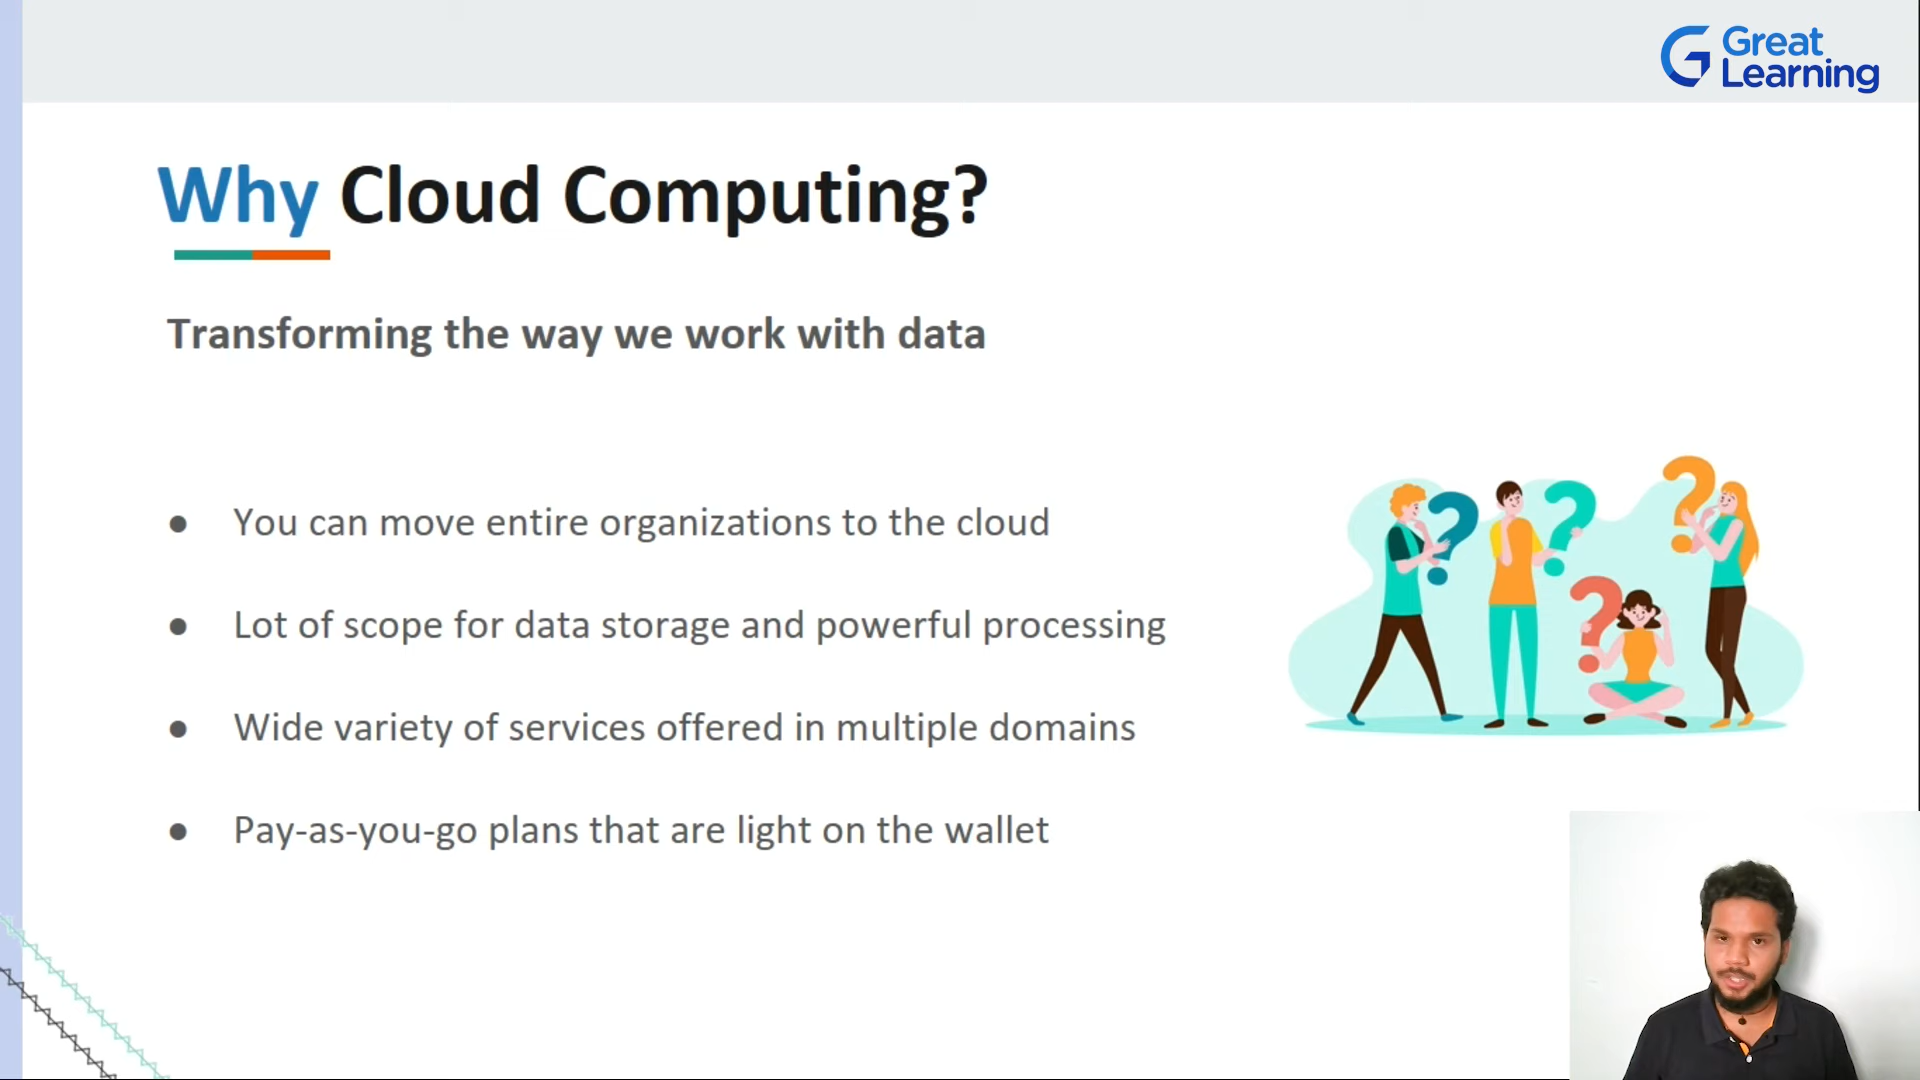 Great
Learning
Why Cloud Computing?
Transforming the way we work with data
● You can move entire organizations to the cloud
● Lot of scope for data storage and powerful processing
● Wide variety of services offered in multiple domains
● Pay-as-you-go plans that are light on the wallet